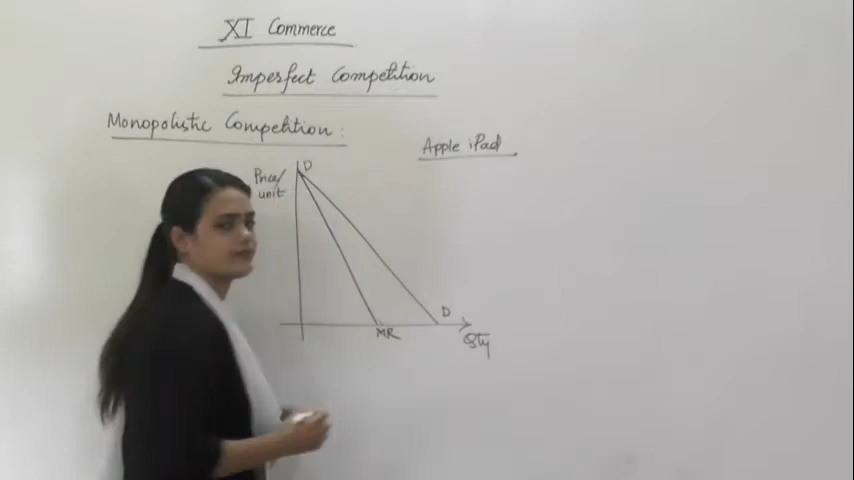 XI Commerce
Imperfect Competition
Monopolistic Competition:
Apple iPad
Price/
unit
D
D
MR
Qty